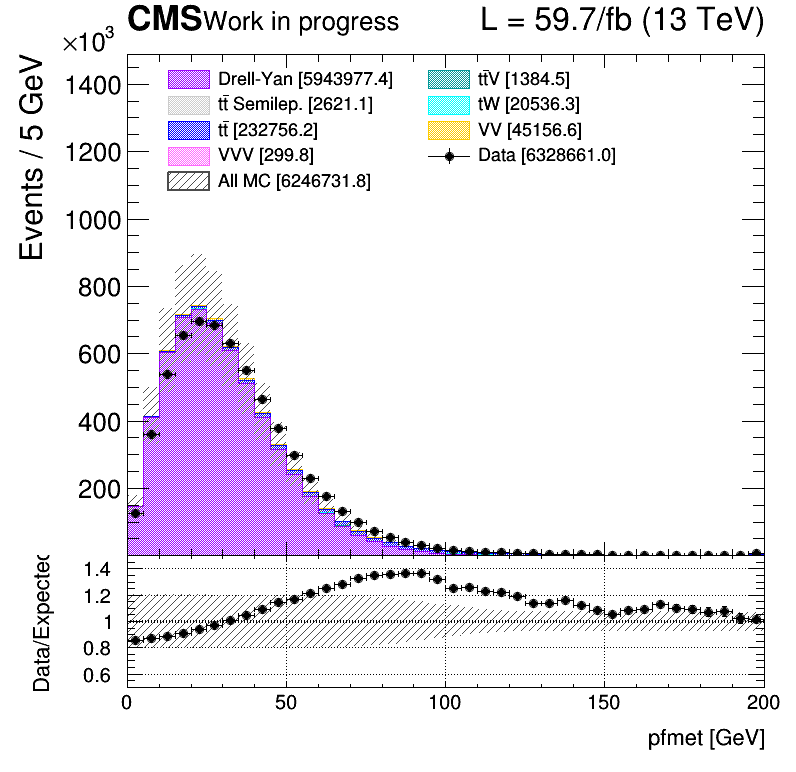 CMS Work in progress L = 59.7/fb (13 TeV)
×10³
Events / 5 GeV
1400
1200
1000
800
600
400
200
Drell-Yan [5943977.4]
tt̄ Semilep. [2621.1]
tt̄ [232756.2]
VVV [299.8]
All MC [6246731.8]
tt̄V [1384.5]
tW [20536.3]
VV [45156.6]
Data [6328661.0]
Data/Expected
1.4
1.2
1
0.8
0.6
0 50 100 150 200
pfmet [GeV]